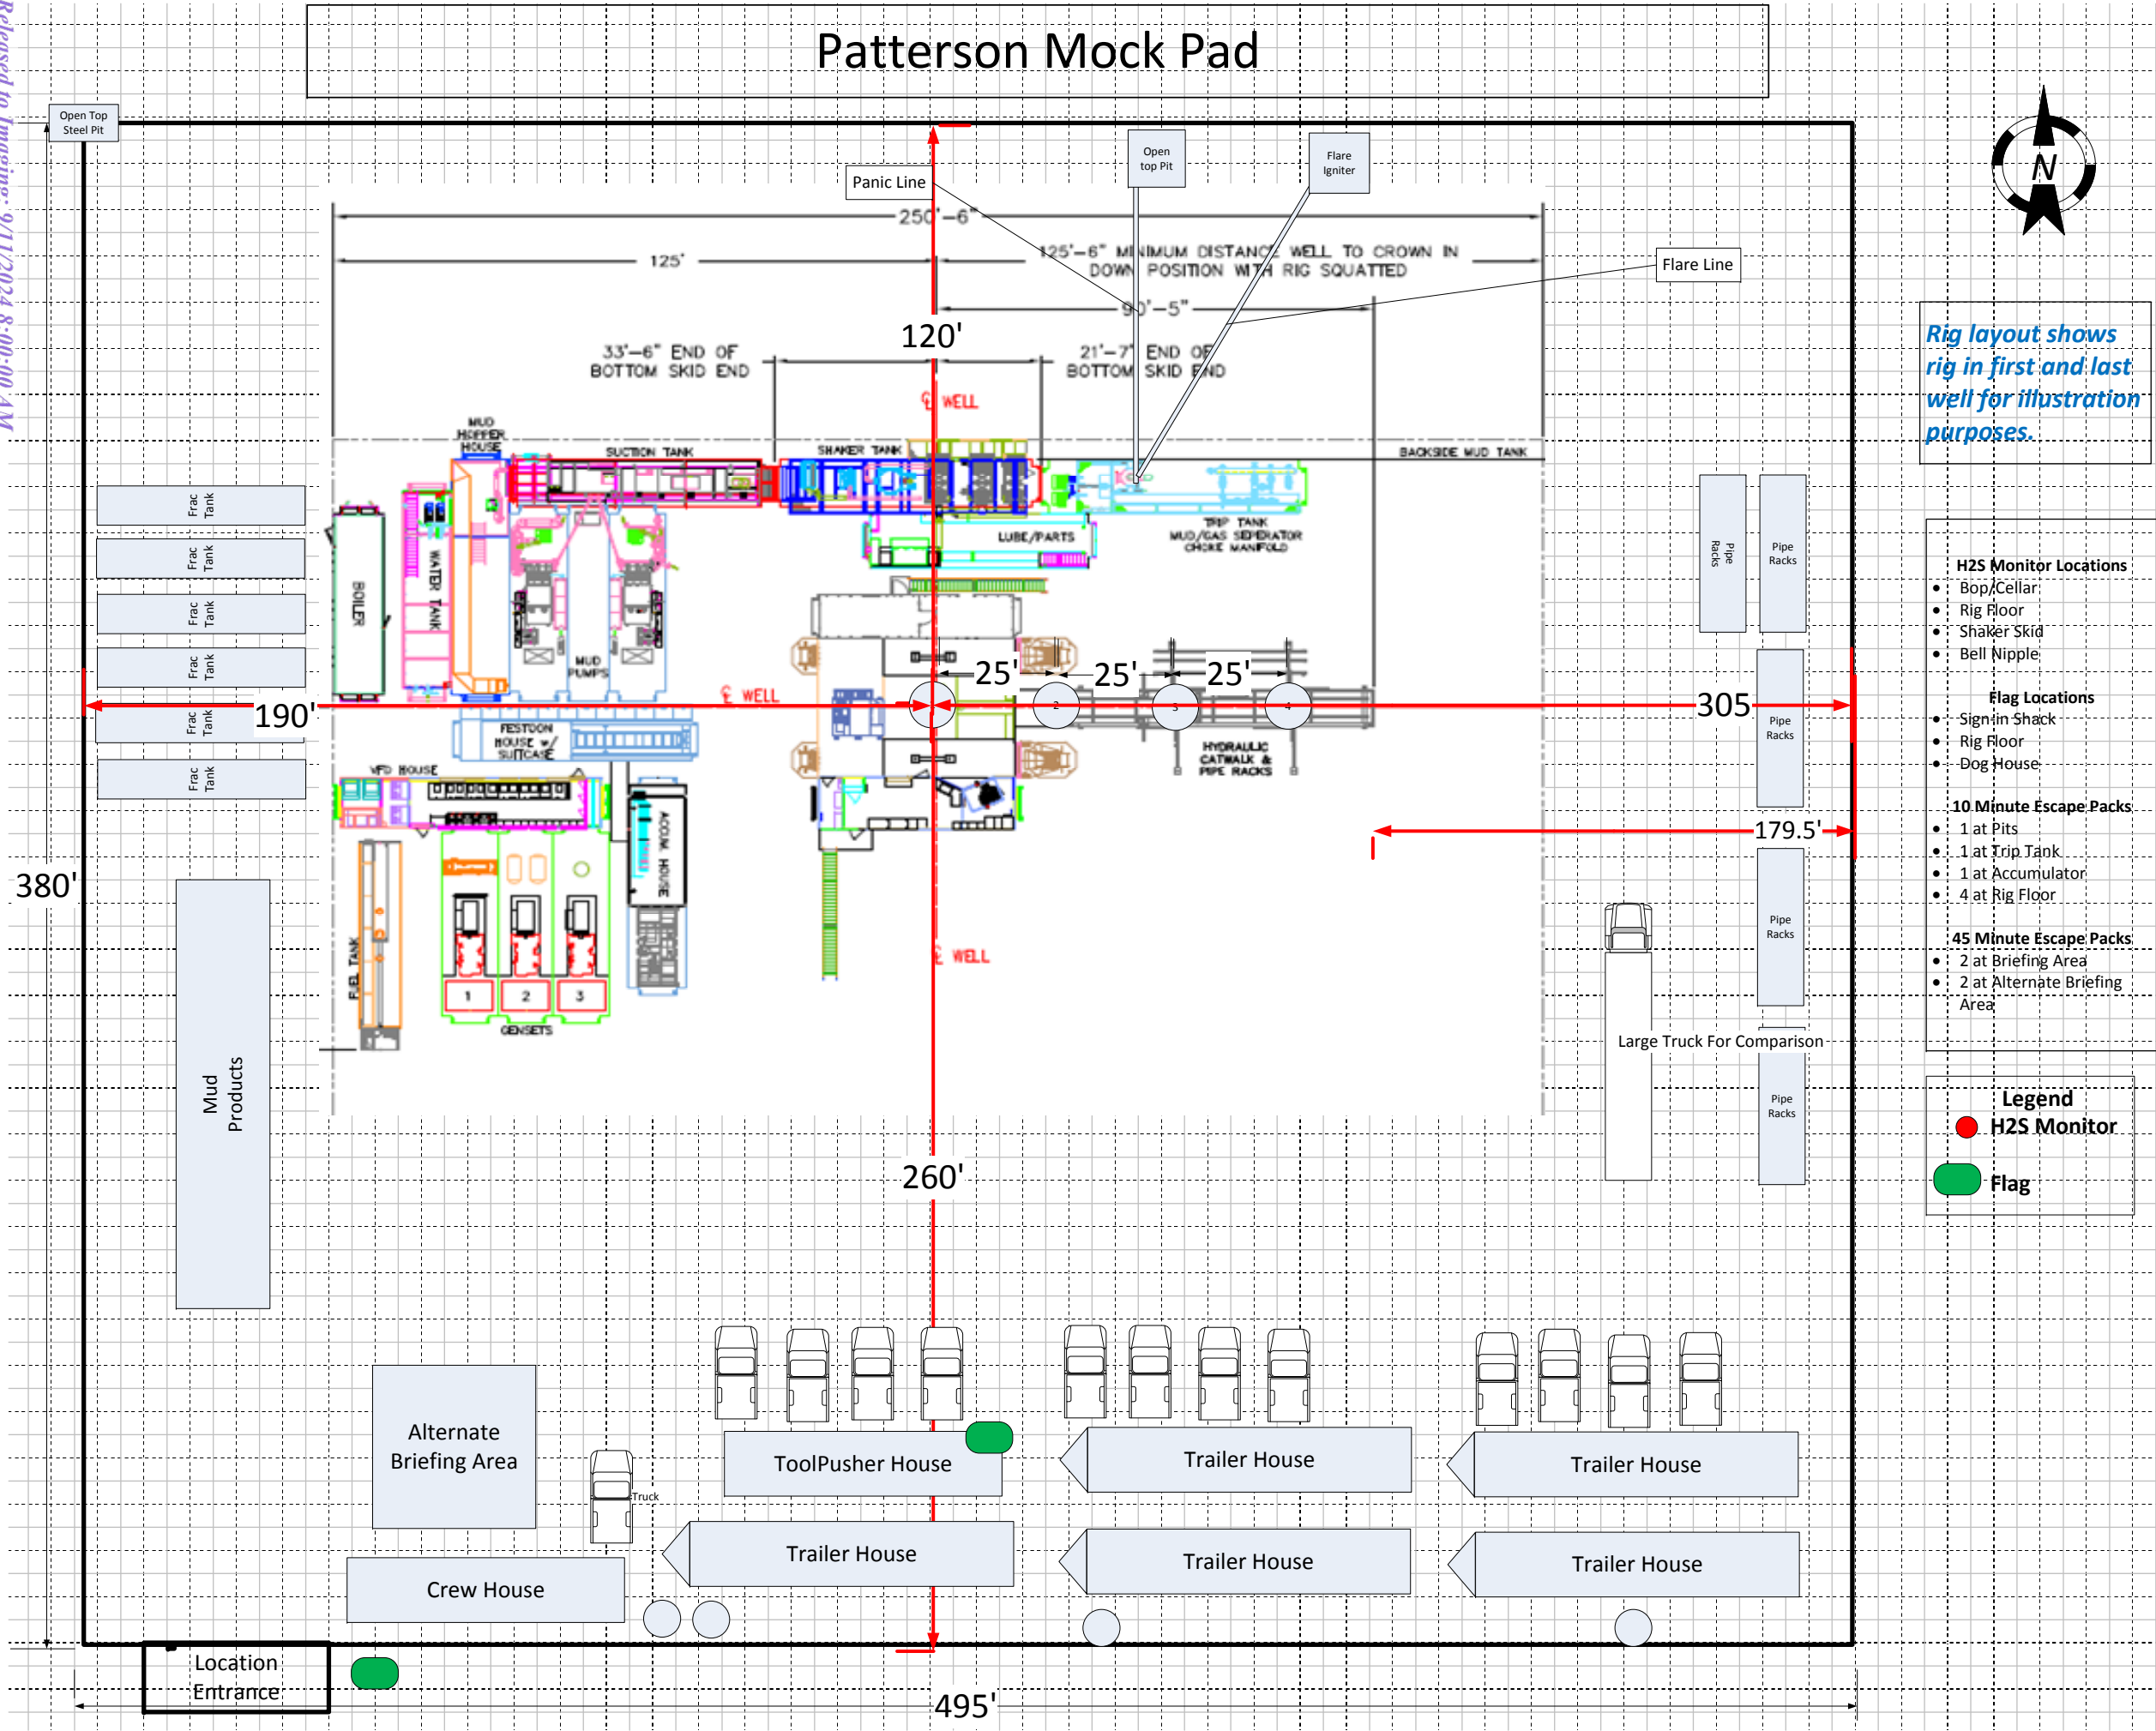 Released to Imaging: 9/11/2024 8:00:00 AM
Patterson Mock Pad
Open Top
Steel Pit
Open
top Pit
Flare
Igniter
Panic Line
Flare Line
N
250'-6"
125'
125'-6" MINIMUM DISTANCE WELL TO CROWN IN
DOWN POSITION WITH RIG SQUATTED
90'-5"
120'
33'-6" END OF
BOTTOM SKID END
21'-7" END OF
BOTTOM SKID END
℄ WELL
Rig layout shows
rig in first and last
well for illustration
purposes.
MUD
HOPPER
HOUSE
SUCTION TANK
SHAKER TANK
BACKSIDE MUD TANK
Frac
Tank
Frac
Tank
Frac
Tank
Frac
Tank
Frac
Tank
Frac
Tank
BOILER
WATER TANK
MUD
PUMPS
LUBE/PARTS
TRIP TANK
MUD/GAS SEPERATOR
CHOKE MANIFOLD
Pipe
Racks
Pipe
Racks
Pipe
Racks
Pipe
Racks
Pipe
Racks
H2S Monitor Locations
• Bop/Cellar
• Rig Floor
• Shaker Skid
• Bell Nipple
Flag Locations
• Sign in Shack
• Rig Floor
• Dog House
10 Minute Escape Packs
• 1 at Pits
• 1 at Trip Tank
• 1 at Accumulator
• 4 at Rig Floor
45 Minute Escape Packs
• 2 at Briefing Area
• 2 at Alternate Briefing
Area
25'
25'
25'
190'
℄ WELL
2
3
4
305
FESTOON
HOUSE w/
SUITCASE
HYDRAULIC
CATWALK &
PIPE RACKS
VFD HOUSE
179.5'
ACCUM. HOUSE
380'
FUEL TANK
1
2
3
GENSETS
℄ WELL
Large Truck For Comparison
Mud
Products
Legend
H2S Monitor
Flag
260'
Alternate
Briefing Area
Truck
ToolPusher House
Trailer House
Trailer House
Crew House
Trailer House
Trailer House
Trailer House
Location
Entrance
495'